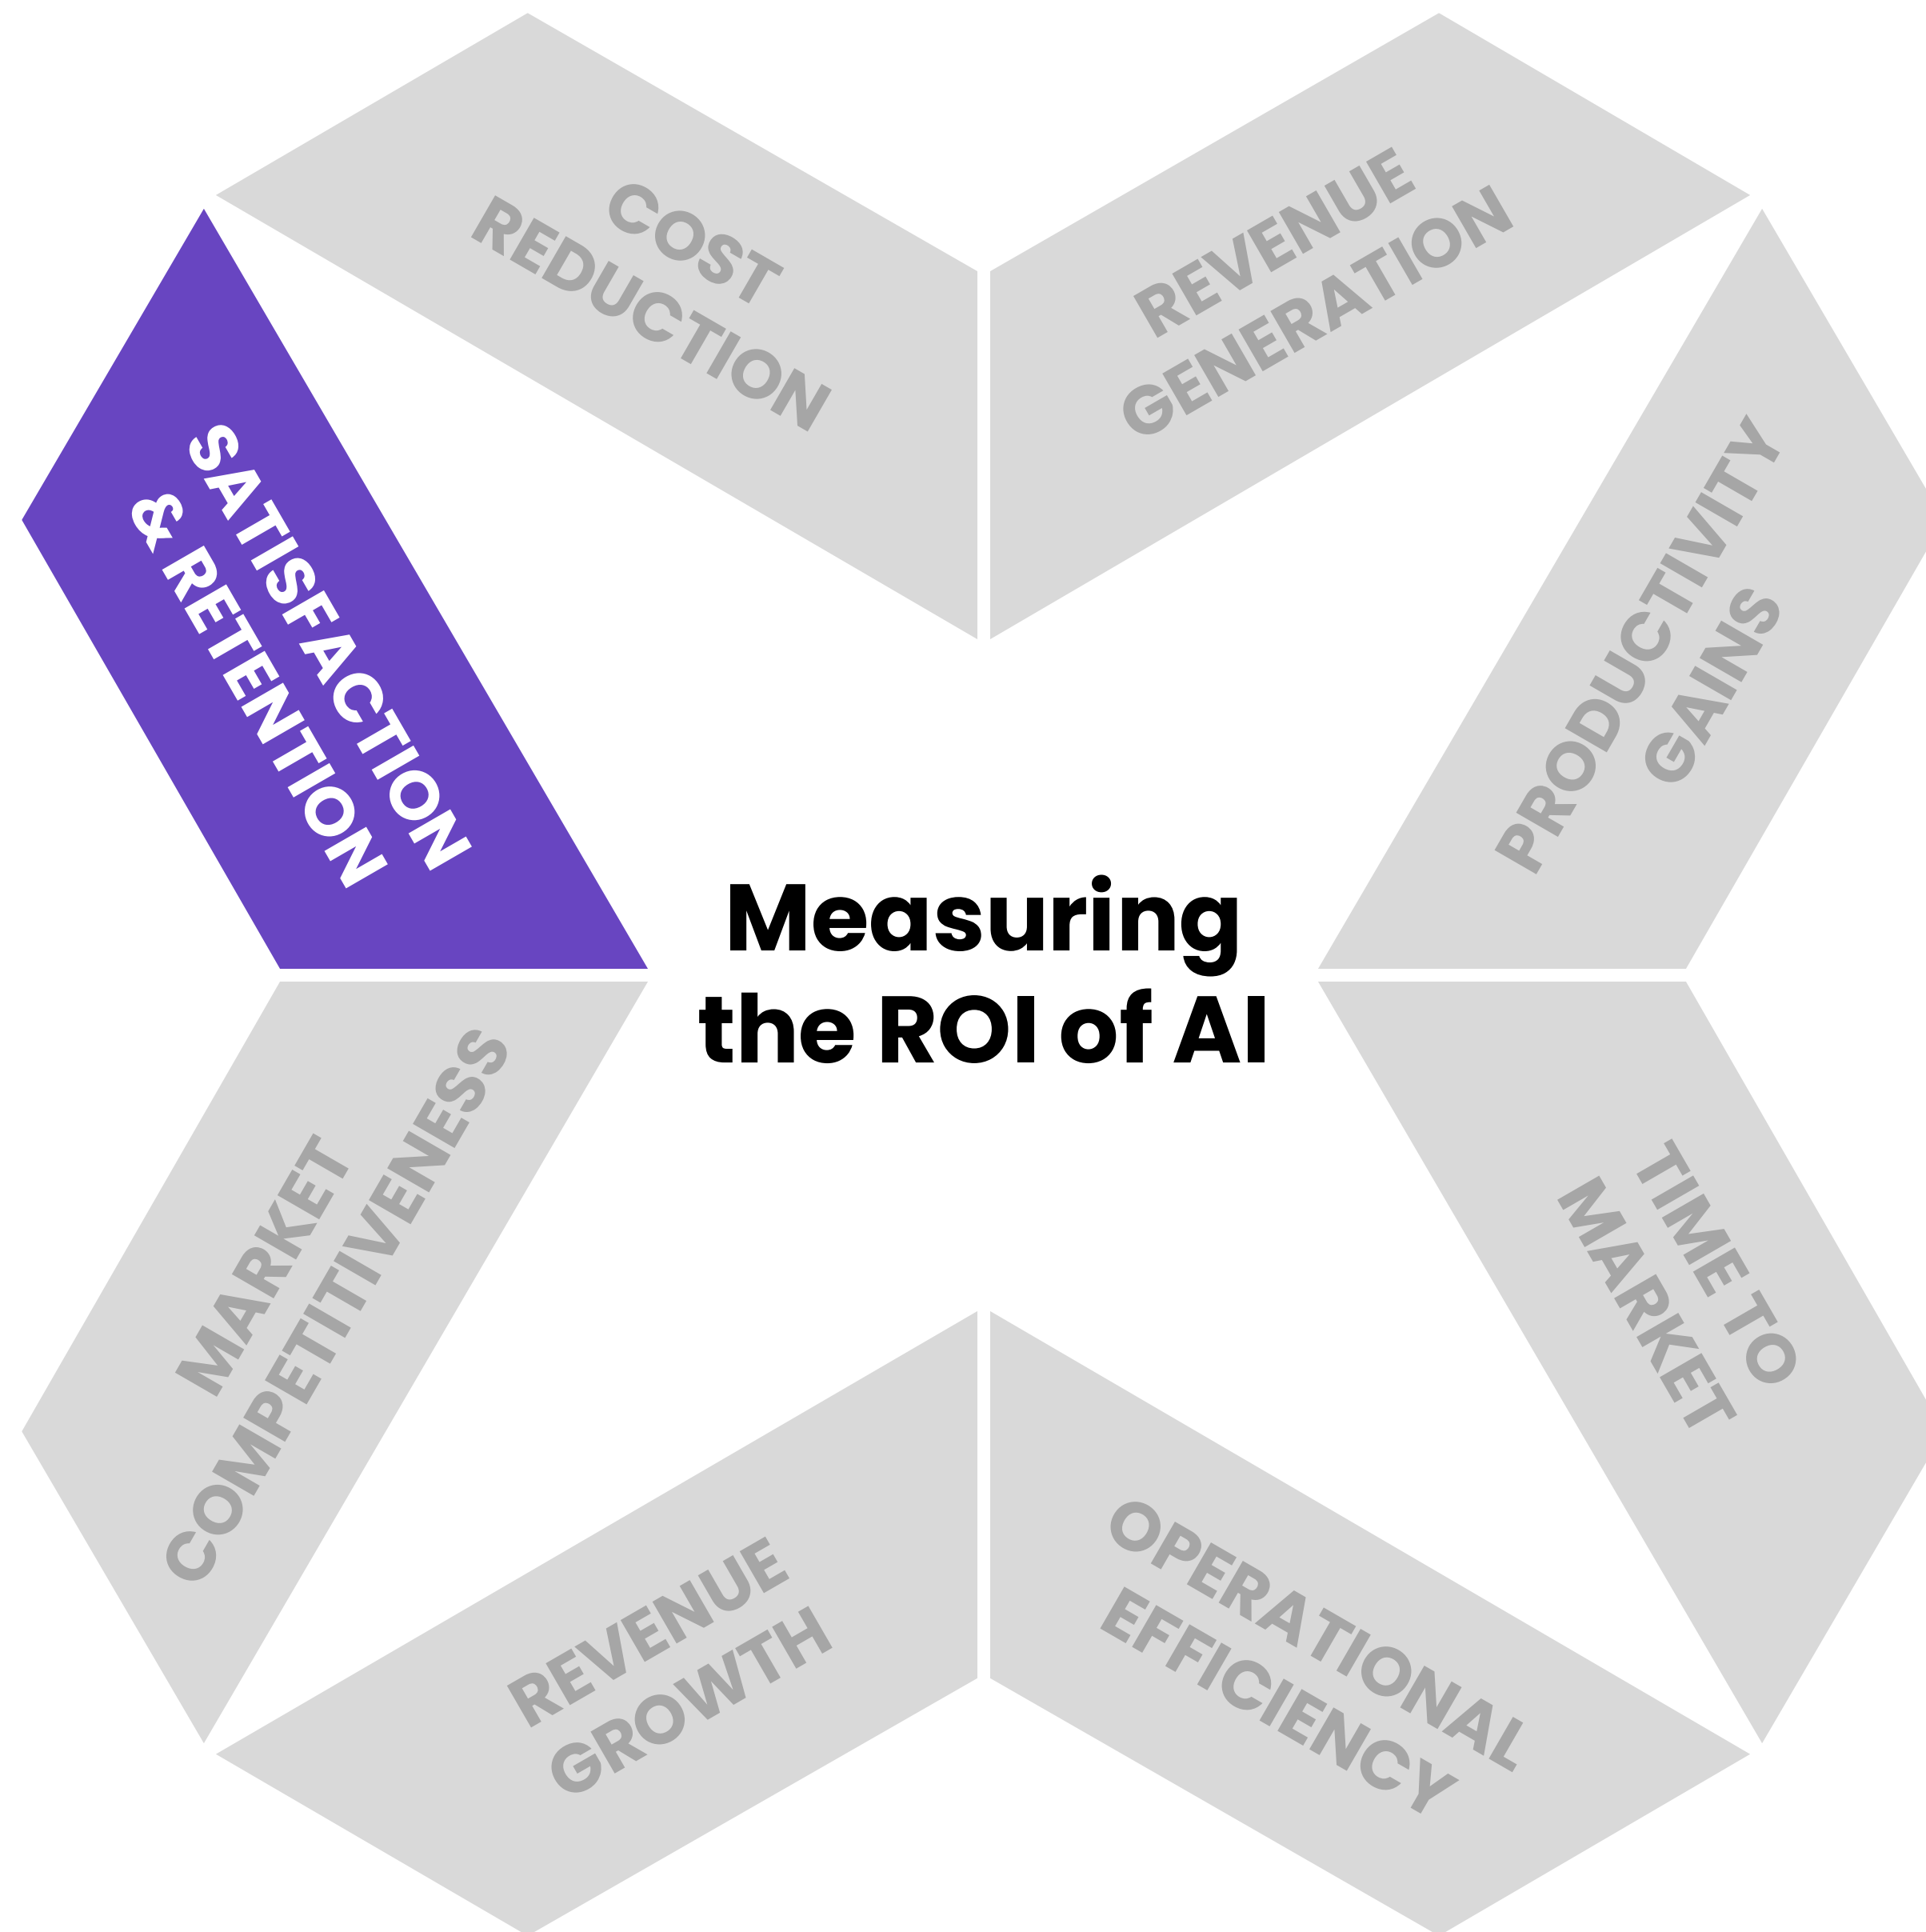 COST
REDUCTION
REVENUE
GENERATION
PRODUCTIVITY
GAINS
TIME TO
MARKET
OPERATIONAL
EFFICIENCY
REVENUE
GROWTH
MARKET
COMPETITIVENESS
SATISFACTION
& RETENTION
Measuring
the ROI of AI